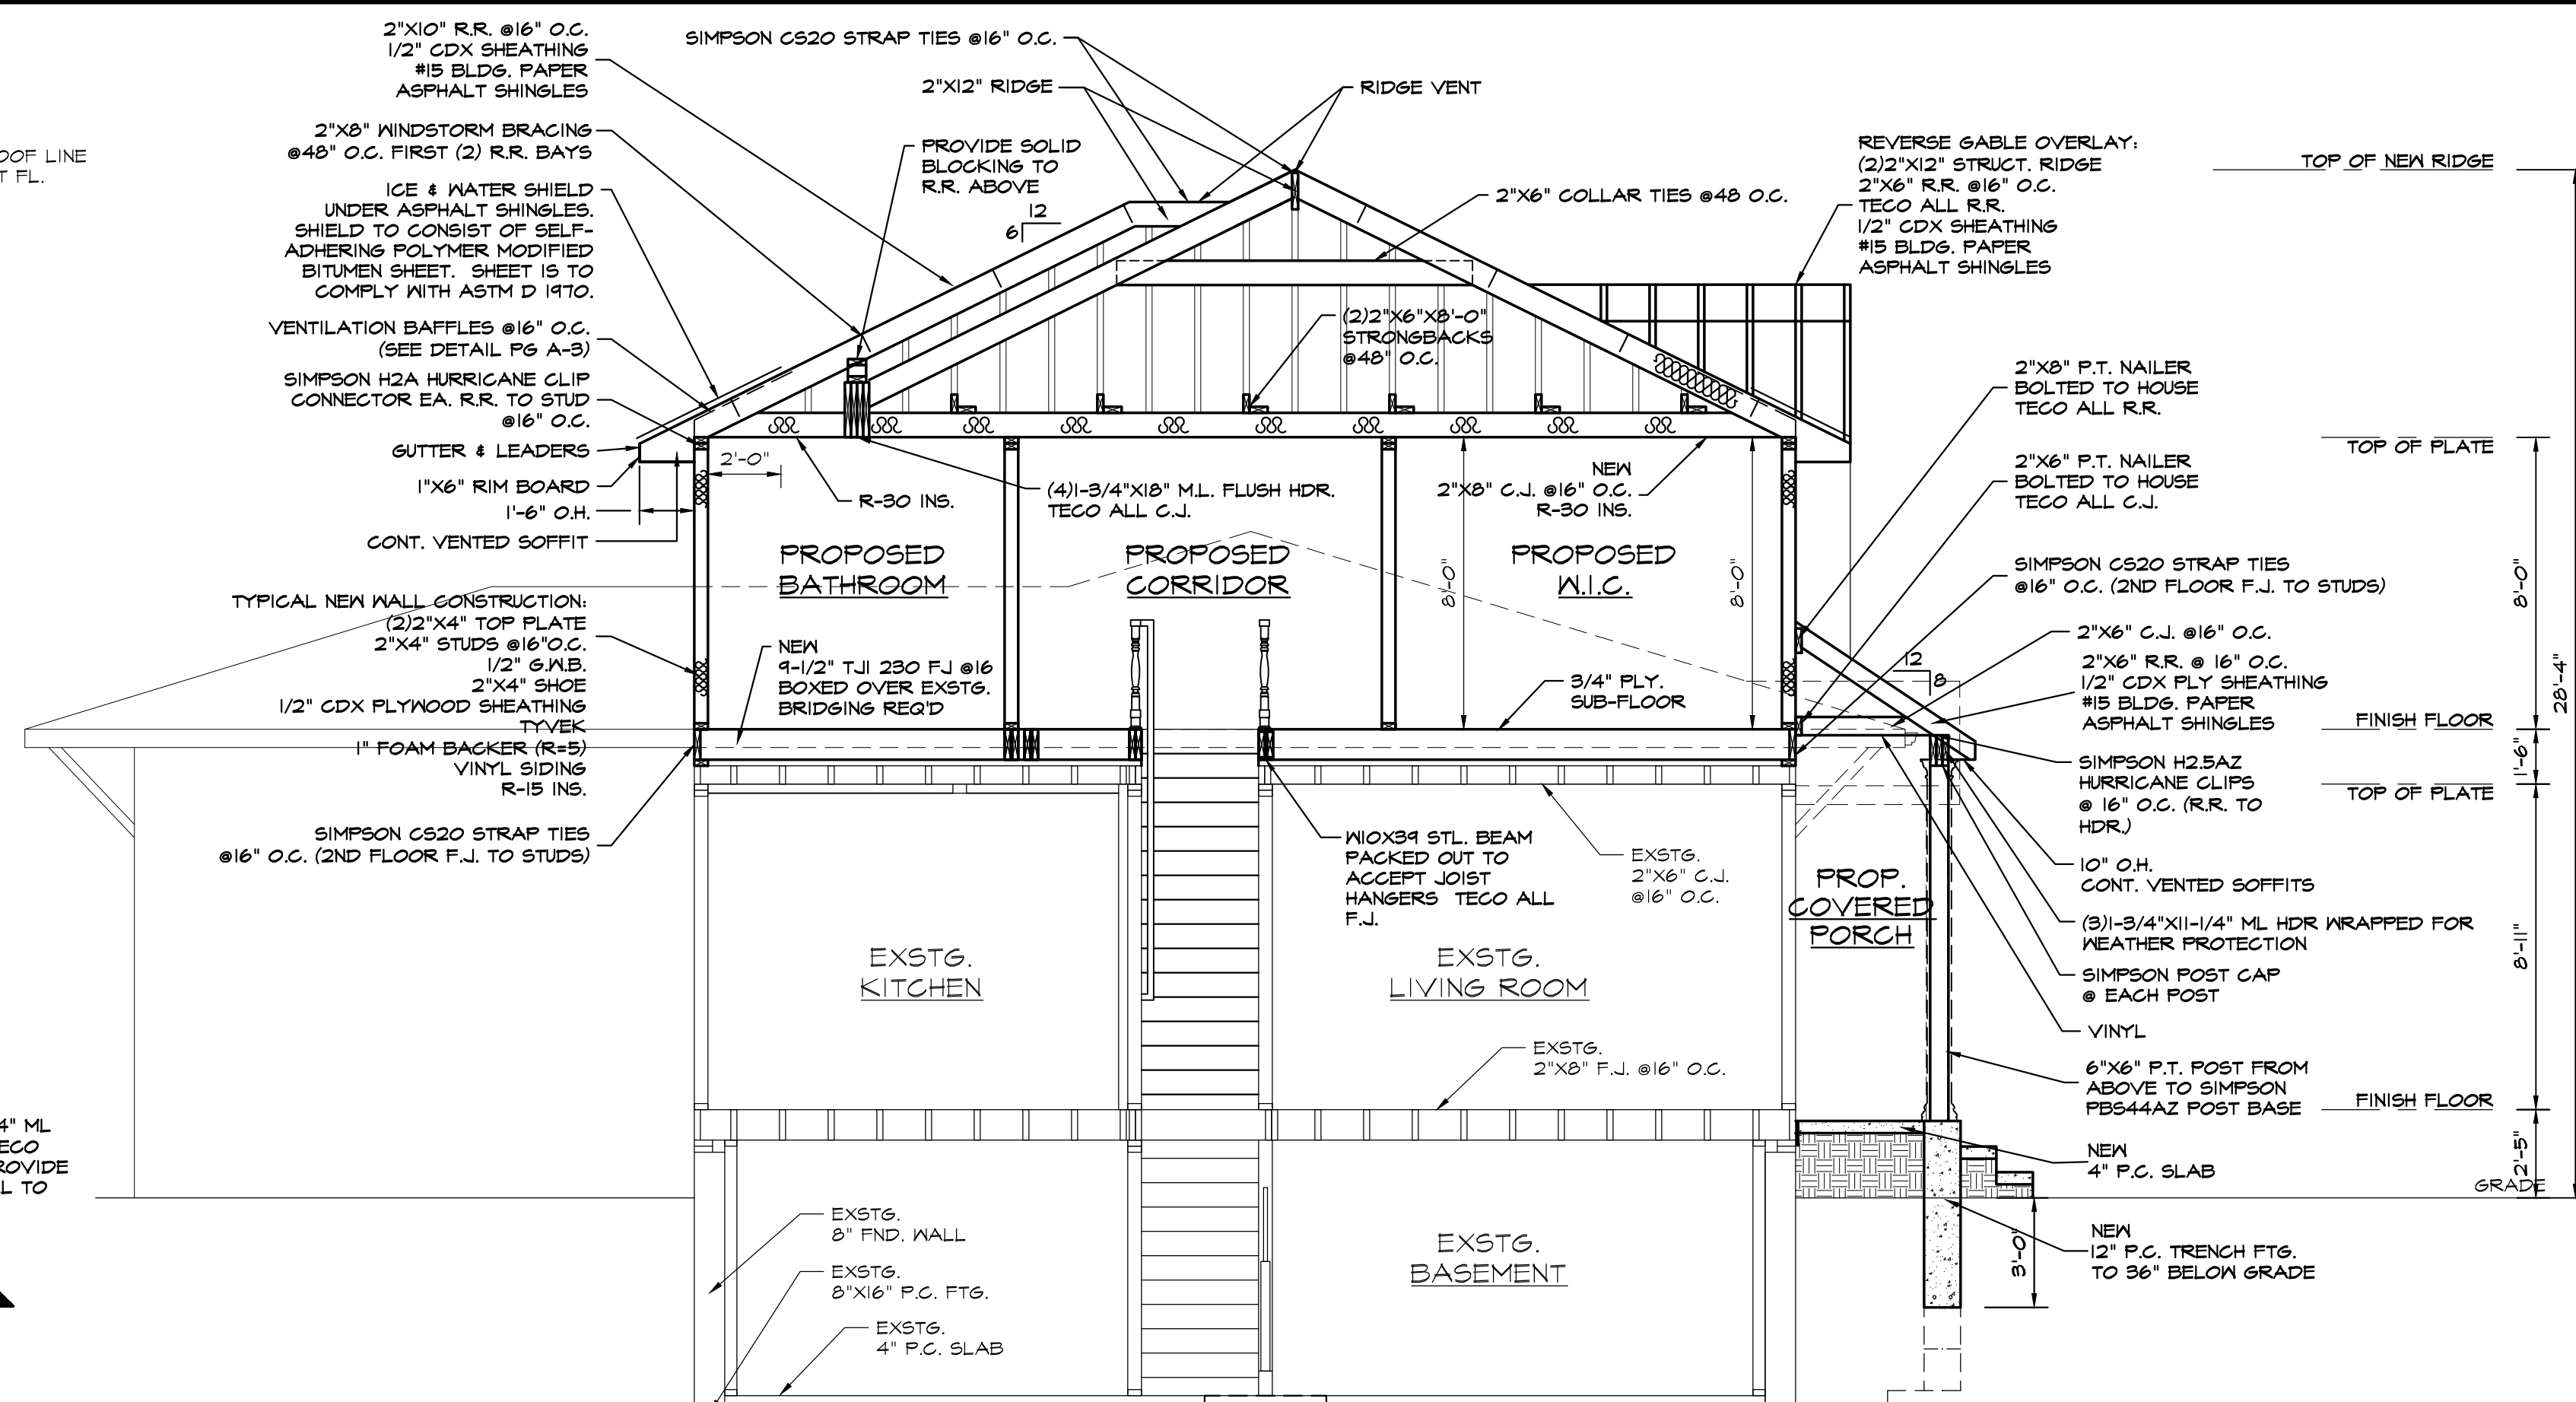 2"X10" R.R. @16" O.C.
1/2" CDX SHEATHING
#15 BLDG. PAPER
ASPHALT SHINGLES
2"X8" WINDSTORM BRACING
@48" O.C. FIRST (2) R.R. BAYS
ICE & WATER SHIELD
UNDER ASPHALT SHINGLES.
SHIELD TO CONSIST OF SELF-
ADHERING POLYMER MODIFIED
BITUMEN SHEET. SHEET IS TO
COMPLY WITH ASTM D 1970.
VENTILATION BAFFLES @16" O.C.
(SEE DETAIL PG A-3)
SIMPSON H2A HURRICANE CLIP
CONNECTOR EA. R.R. TO STUD
@16" O.C.
GUTTER & LEADERS
1"X6" RIM BOARD
1'-6" O.H.
CONT. VENTED SOFFIT
TYPICAL NEW WALL CONSTRUCTION:
(2)2"X4" TOP PLATE
2"X4" STUDS @16"O.C.
1/2" G.W.B.
2"X4" SHOE
1/2" CDX PLYWOOD SHEATHING
TYVEK
1" FOAM BACKER (R=5)
VINYL SIDING
R-15 INS.
SIMPSON CS20 STRAP TIES
@16" O.C. (2ND FLOOR F.J. TO STUDS)
OOF LINE
T FL.
4" ML
ECO
ROVIDE
L TO
SIMPSON CS20 STRAP TIES @16" O.C.
2"X12" RIDGE
RIDGE VENT
PROVIDE SOLID
BLOCKING TO
R.R. ABOVE
12
6
2"X6" COLLAR TIES @48 O.C.
(2)2"X6"X8'-0"
STRONGBACKS
@48" O.C.
2'-0"
R-30 INS.
(4)1-3/4"X18" M.L. FLUSH HDR.
TECO ALL C.J.
NEW
2"X8" C.J. @16" O.C.
R-30 INS.
PROPOSED
BATHROOM
PROPOSED
CORRIDOR
PROPOSED
W.I.C.
8'-0"
8'-0"
NEW
9-1/2" TJI 230 FJ @16
BOXED OVER EXSTG.
BRIDGING REQ'D
3/4" PLY.
SUB-FLOOR
W10X39 STL. BEAM
PACKED OUT TO
ACCEPT JOIST
HANGERS TECO ALL
F.J.
EXSTG.
2"X6" C.J.
@16" O.C.
EXSTG.
KITCHEN
EXSTG.
LIVING ROOM
EXSTG.
2"X8" F.J. @16" O.C.
EXSTG.
8" FND. WALL
EXSTG.
8"X16" P.C. FTG.
EXSTG.
4" P.C. SLAB
EXSTG.
BASEMENT
PROP.
COVERED
PORCH
REVERSE GABLE OVERLAY:
(2)2"X12" STRUCT. RIDGE
2"X6" R.R. @16" O.C.
TECO ALL R.R.
1/2" CDX SHEATHING
#15 BLDG. PAPER
ASPHALT SHINGLES
2"X8" P.T. NAILER
BOLTED TO HOUSE
TECO ALL R.R.
2"X6" P.T. NAILER
BOLTED TO HOUSE
TECO ALL C.J.
SIMPSON CS20 STRAP TIES
@16" O.C. (2ND FLOOR F.J. TO STUDS)
2"X6" C.J. @16" O.C.
12
8
2"X6" R.R. @ 16" O.C.
1/2" CDX PLY SHEATHING
#15 BLDG. PAPER
ASPHALT SHINGLES
SIMPSON H2.5AZ
HURRICANE CLIPS
@ 16" O.C. (R.R. TO
HDR.)
10" O.H.
CONT. VENTED SOFFITS
(3)1-3/4"X11-1/4" ML HDR WRAPPED FOR
WEATHER PROTECTION
SIMPSON POST CAP
@ EACH POST
VINYL
6"X6" P.T. POST FROM
ABOVE TO SIMPSON
PBS44AZ POST BASE
NEW
4" P.C. SLAB
NEW
12" P.C. TRENCH FTG.
TO 36" BELOW GRADE
3'-0"
TOP OF NEW RIDGE
TOP OF PLATE
FINISH FLOOR
TOP OF PLATE
FINISH FLOOR
GRADE
8'-0"
1'-6"
8'-11"
2'-5"
28'-4"